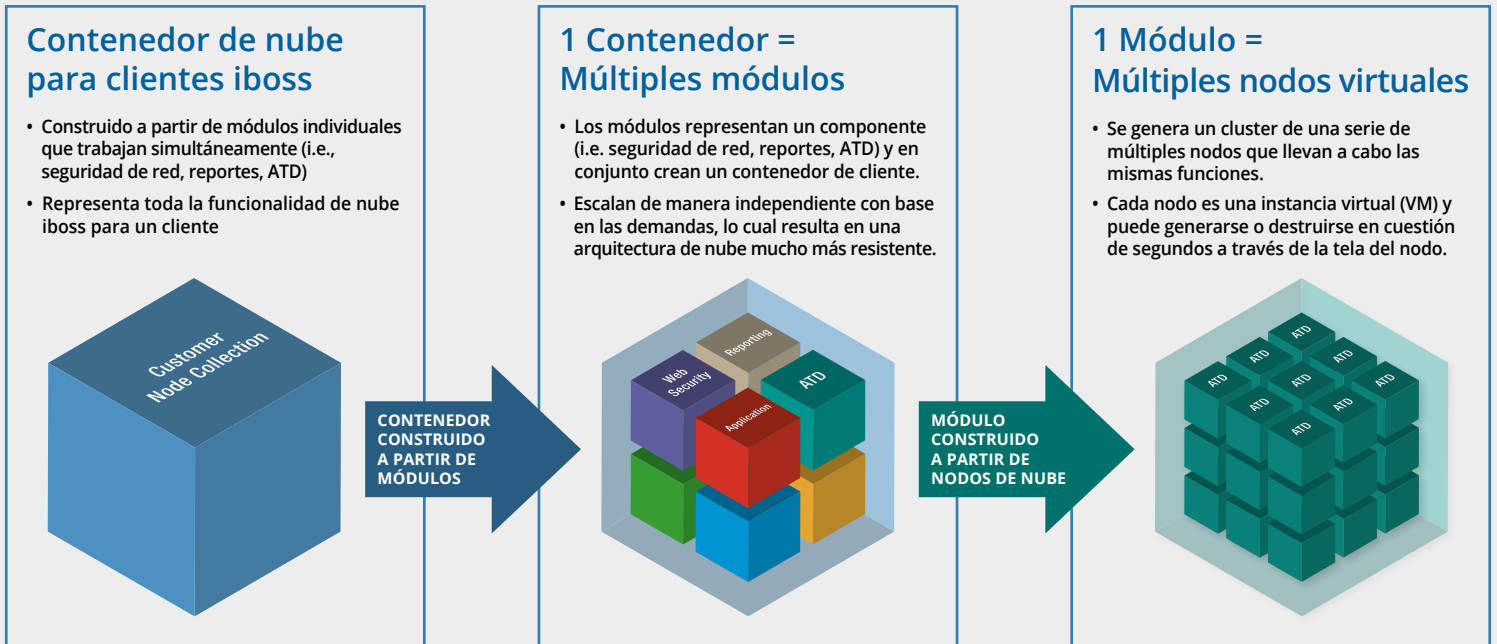 Contenedor de nube
para clientes iboss
• Construido a partir de módulos individuales
que trabajan simultáneamente (i.e.,
seguridad de red, reportes, ATD)
• Representa toda la funcionalidad de nube
iboss para un cliente
Customer
Node Collection
CONTENEDOR
CONSTRUIDO
A PARTIR DE
MÓDULOS
1 Contenedor =
Múltiples módulos
• Los módulos representan un componente
(i.e. seguridad de red, reportes, ATD) y en
conjunto crean un contenedor de cliente.
• Escalan de manera independiente con base
en las demandas, lo cual resulta en una
arquitectura de nube mucho más resistente.
Reporting
Web
Security
ATD
Application
MÓDULO
CONSTRUIDO
A PARTIR DE
NODOS DE NUBE
1 Módulo =
Múltiples nodos virtuales
• Se genera un cluster de una serie de
múltiples nodos que llevan a cabo las
mismas funciones.
• Cada nodo es una instancia virtual (VM) y
puede generarse o destruirse en cuestión
de segundos a través de la tela del nodo.
ATD
ATD
ATD
ATD
ATD
ATD
ATD
ATD
ATD